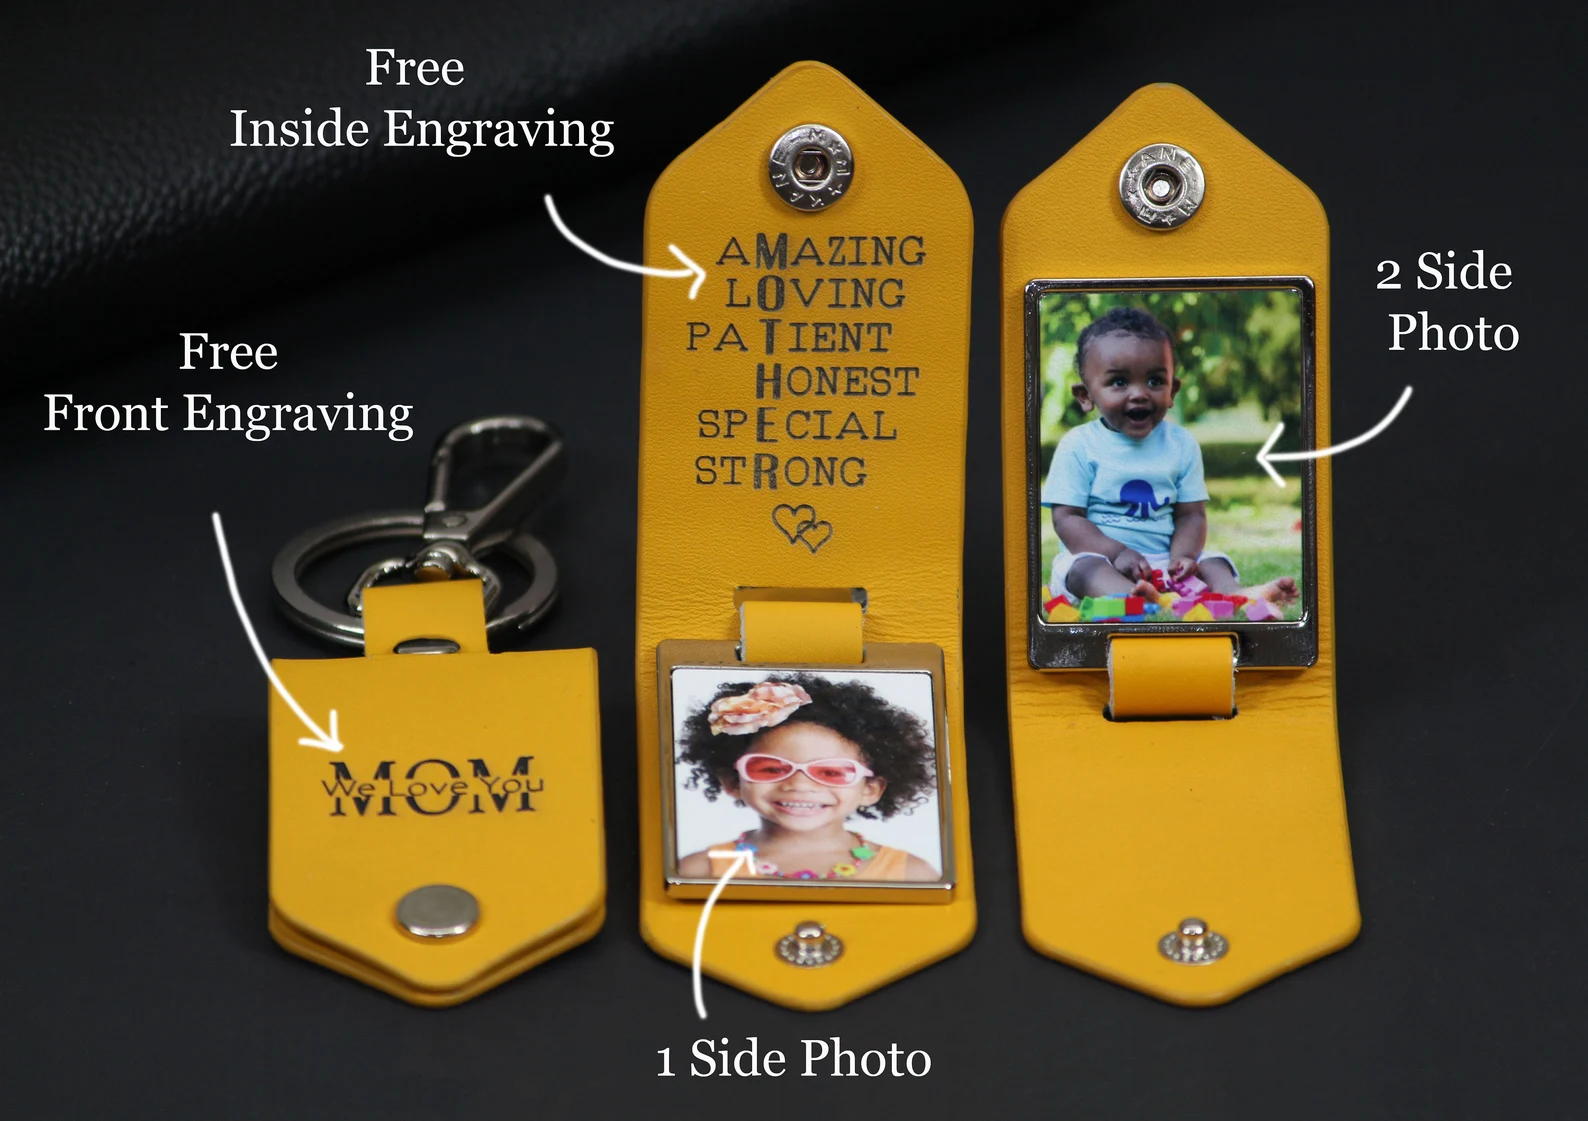 Free
Inside Engraving
Free
Front Engraving
2 Side
Photo
1 Side Photo
AMAZING
LOVING
PATIENT
HONEST
SPECIAL
STRONG
MOM
We Love You